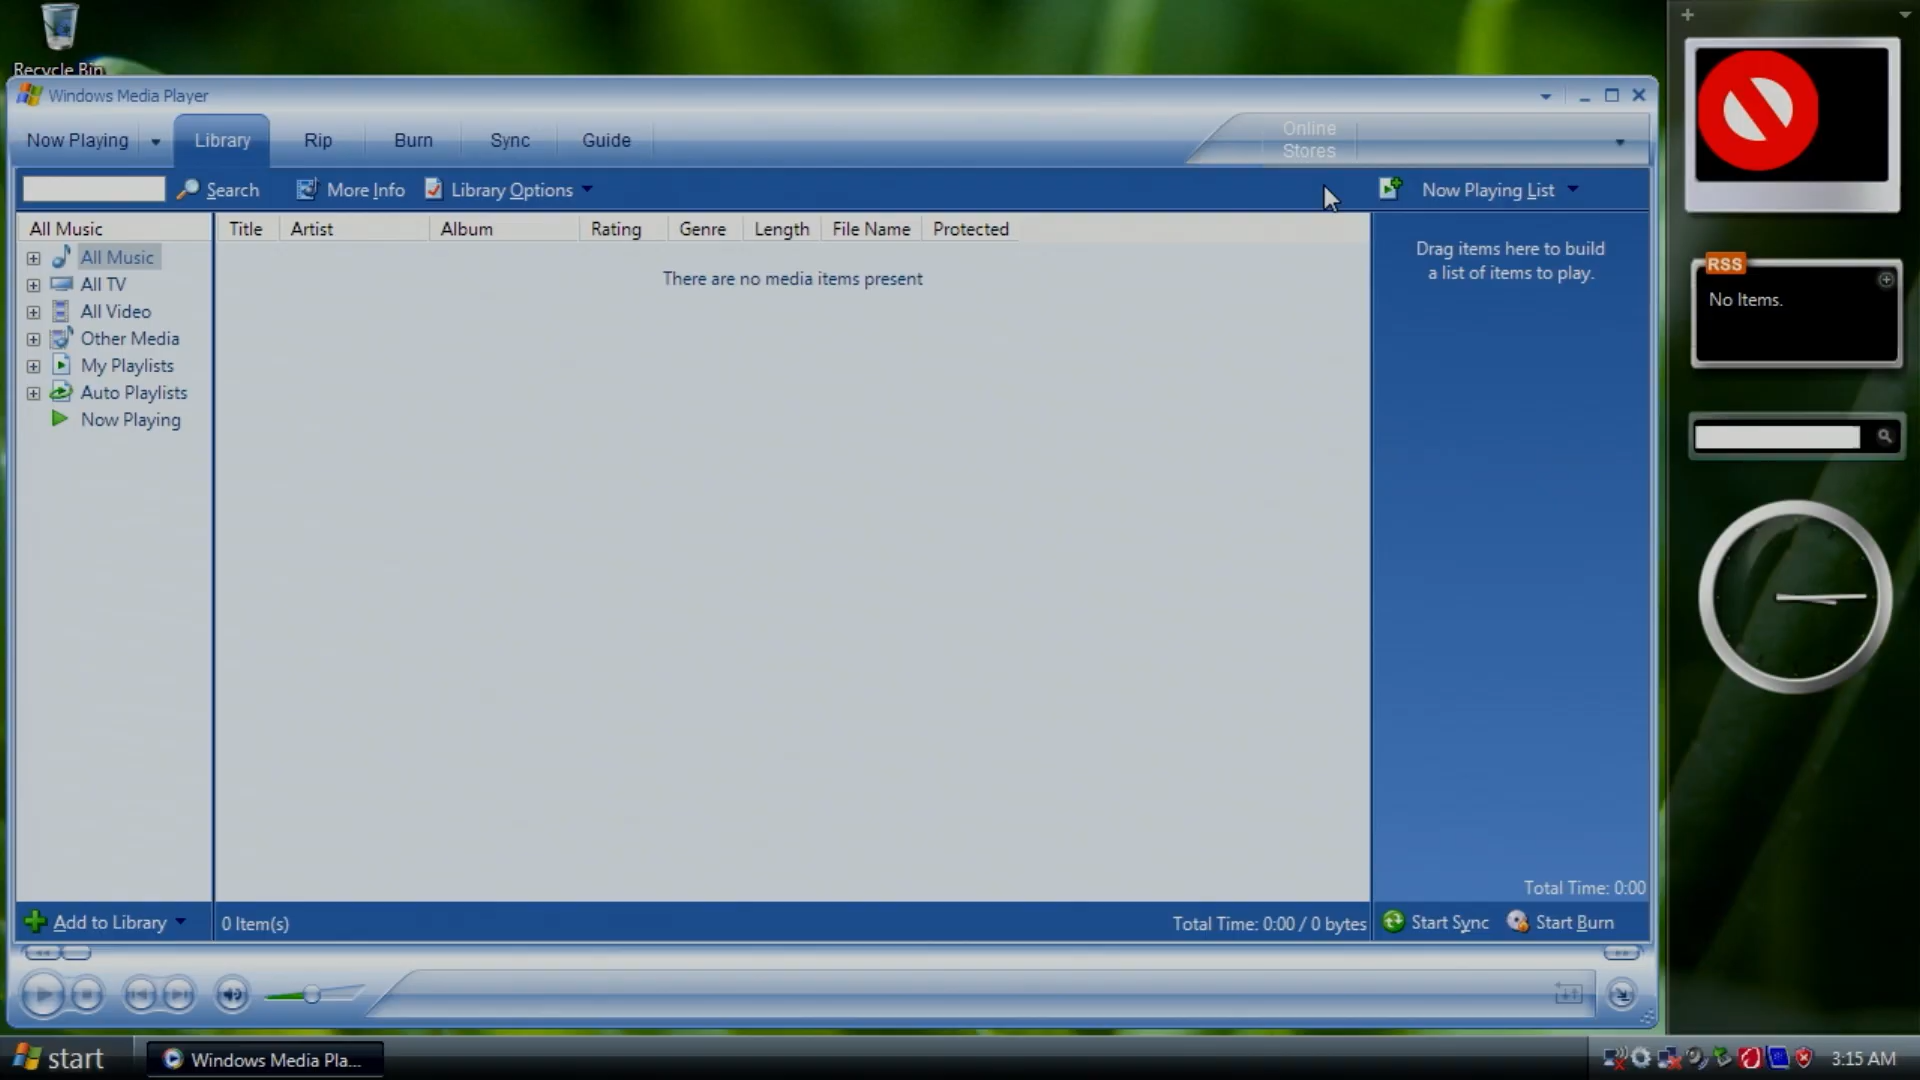 Recycle Bin
Windows Media Player
Now Playing
Library
Rip
Burn
Sync
Guide
Online
Stores
Search
More Info
Library Options
Now Playing List
All Music
Title
Artist
Album
Rating
Genre
Length
File Name
Protected
All Music
All TV
All Video
Other Media
My Playlists
Auto Playlists
Now Playing
There are no media items present
Drag items here to build
a list of items to play.
Total Time: 0:00
Add to Library
0 Item(s)
Total Time: 0:00 / 0 bytes
Start Sync
Start Burn
RSS
No Items.
start
Windows Media Pla...
3:15 AM